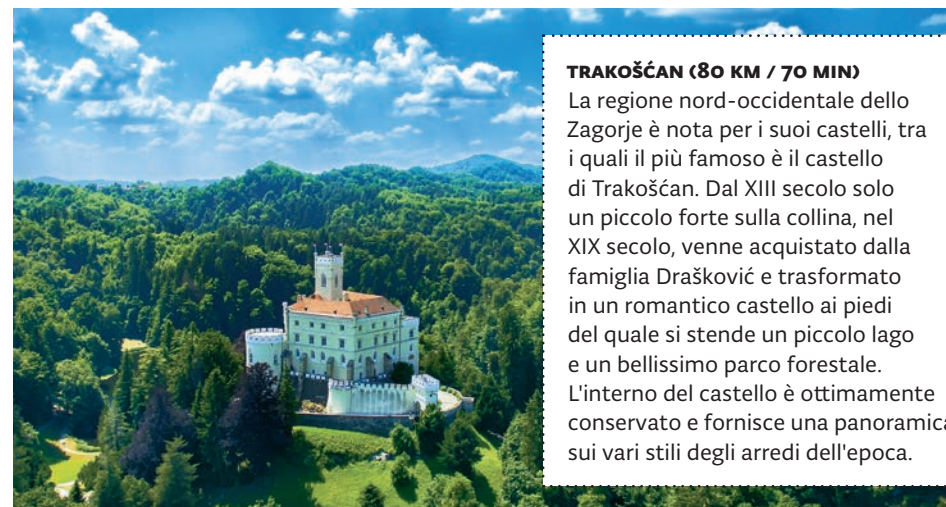 TRAKOŠĆAN (80 KM / 70 MIN)
La regione nord-occidentale dello
Zagorje è nota per i suoi castelli, tra
i quali il più famoso è il castello
di Trakošćan. Dal XIII secolo solo
un piccolo forte sulla collina, nel
XIX secolo, venne acquistato dalla
famiglia Drašković e trasformato
in un romantico castello ai piedi
del quale si stende un piccolo lago
e un bellissimo parco forestale.
L'interno del castello è ottimamente
conservato e fornisce una panoramica
sui vari stili degli arredi dell'epoca.